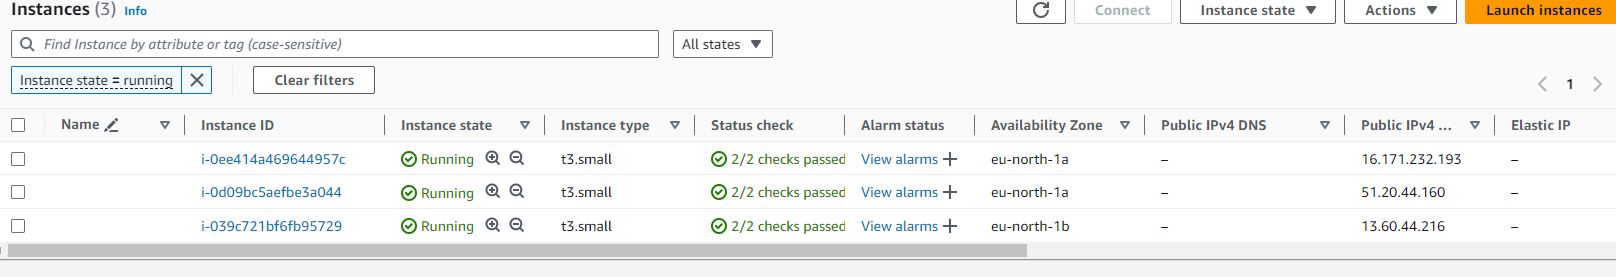 Instances (3) Info
Connect Instance state Actions Launch instances
Find Instance by attribute or tag (case-sensitive) All states
Instance state = running Clear filters
1
Name Instance ID Instance state Instance type Status check Alarm status Availability Zone Public IPv4 DNS Public IPv4 ... Elastic IP
i-0ee414a469644957c Running t3.small 2/2 checks passed View alarms + eu-north-1a – 16.171.232.193 –
i-0d09bc5aefbe3a044 Running t3.small 2/2 checks passed View alarms + eu-north-1a – 51.20.44.160 –
i-039c721bf6fb95729 Running t3.small 2/2 checks passed View alarms + eu-north-1b – 13.60.44.216 –